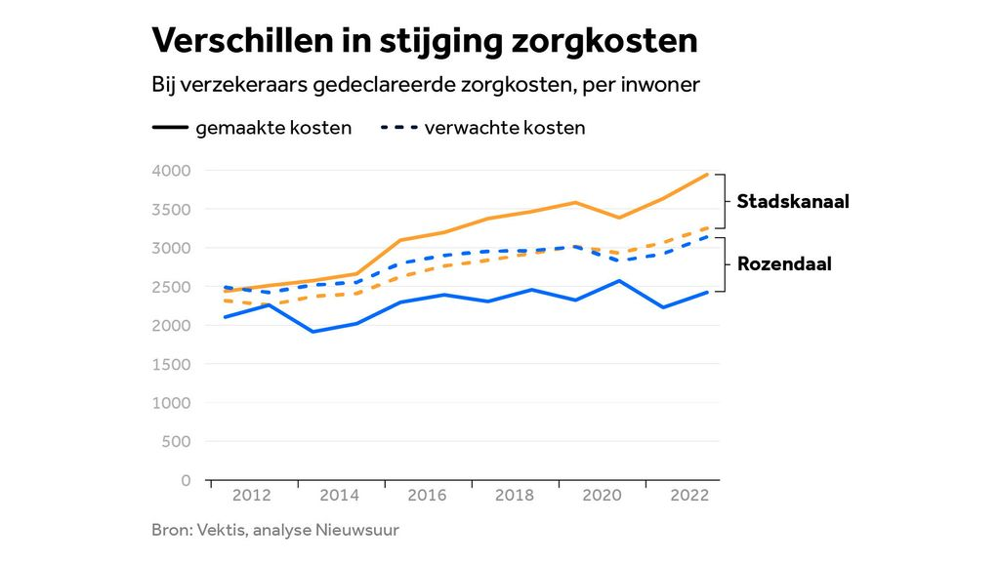 Verschillen in stijging zorgkosten
Bij verzekeraars gedeclareerde zorgkosten, per inwoner
gemaakte kosten verwachte kosten
4000
3500
3000
2500
2000
1500
1000
500
0
Stadskanaal
Rozendaal
2012 2014 2016 2018 2020 2022
Bron: Vektis, analyse Nieuwsuur